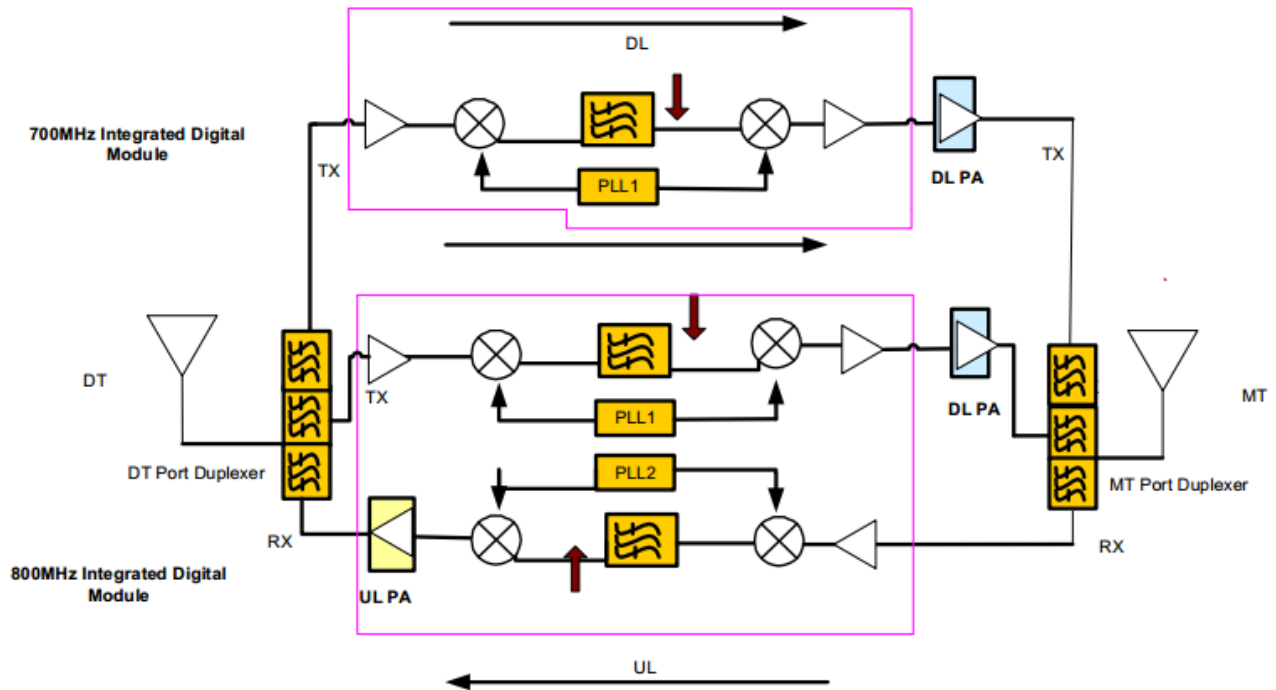 DL
700MHz Integrated Digital
Module
TX
PLL1
DL PA
TX
DT
TX
PLL1
DL PA
MT
DT Port Duplexer
PLL2
MT Port Duplexer
RX
RX
800MHz Integrated Digital
Module
UL PA
UL